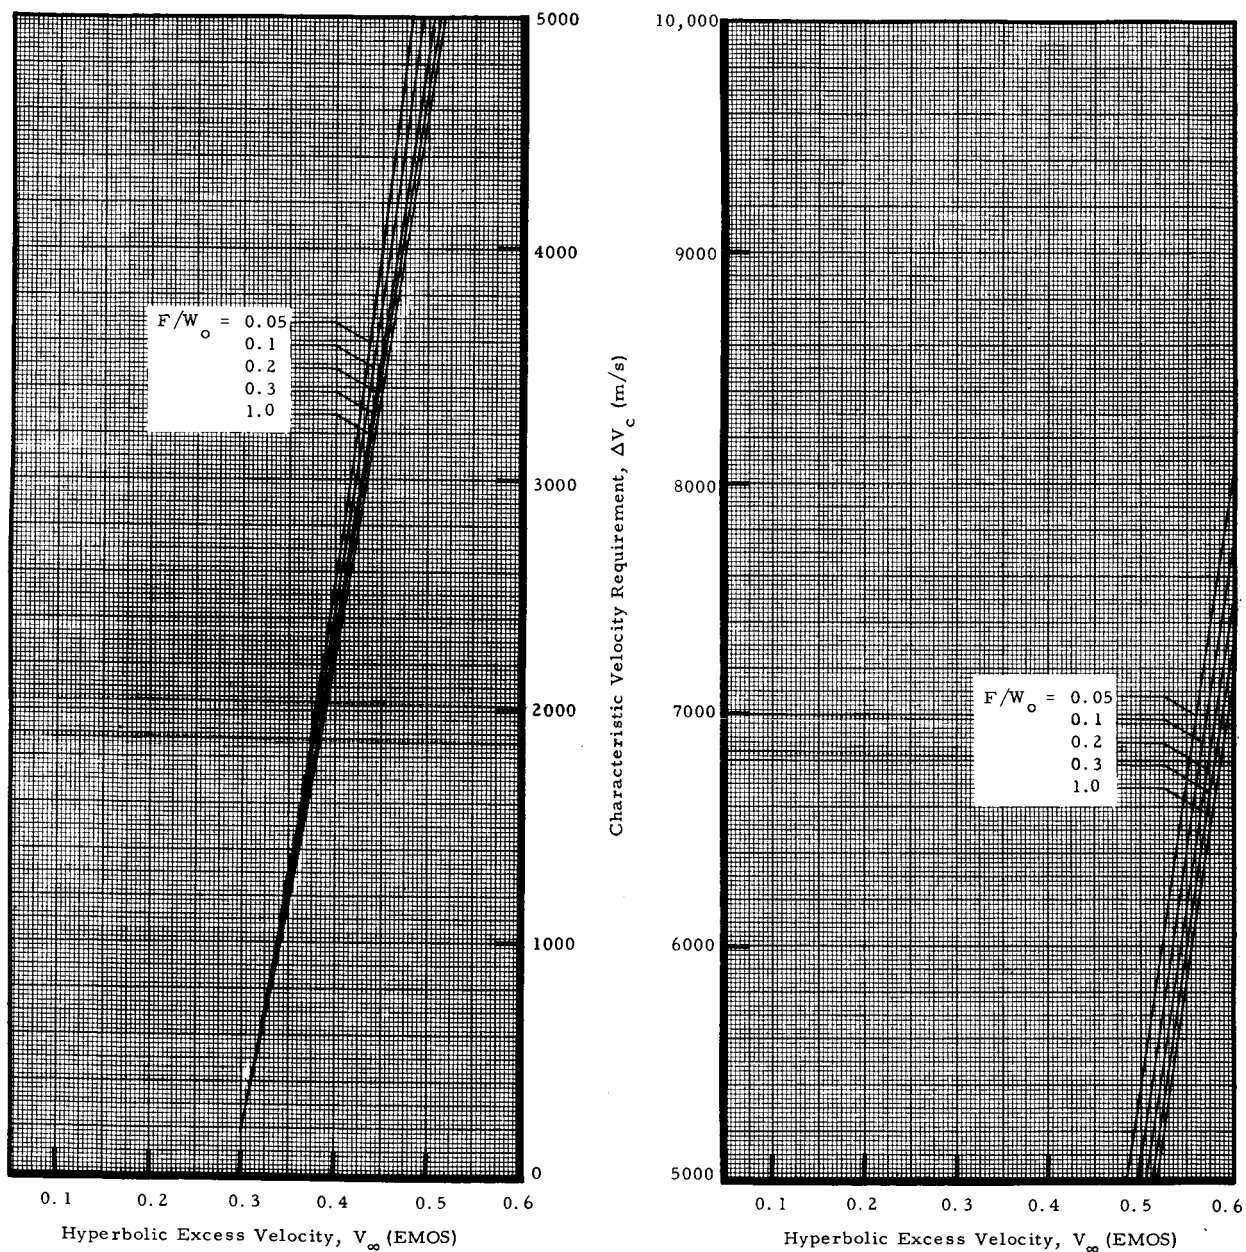 5000
4000
3000
2000
1000
0
F/W_o = 0.05
0.1
0.2
0.3
1.0
0.1 0.2 0.3 0.4 0.5 0.6
Hyperbolic Excess Velocity, V_∞ (EMOS)
Characteristic Velocity Requirement, ΔV_c (m/s)
10,000
9000
8000
7000
6000
5000
F/W_o = 0.05
0.1
0.2
0.3
1.0
0.1 0.2 0.3 0.4 0.5 0.6
Hyperbolic Excess Velocity, V_∞ (EMOS)